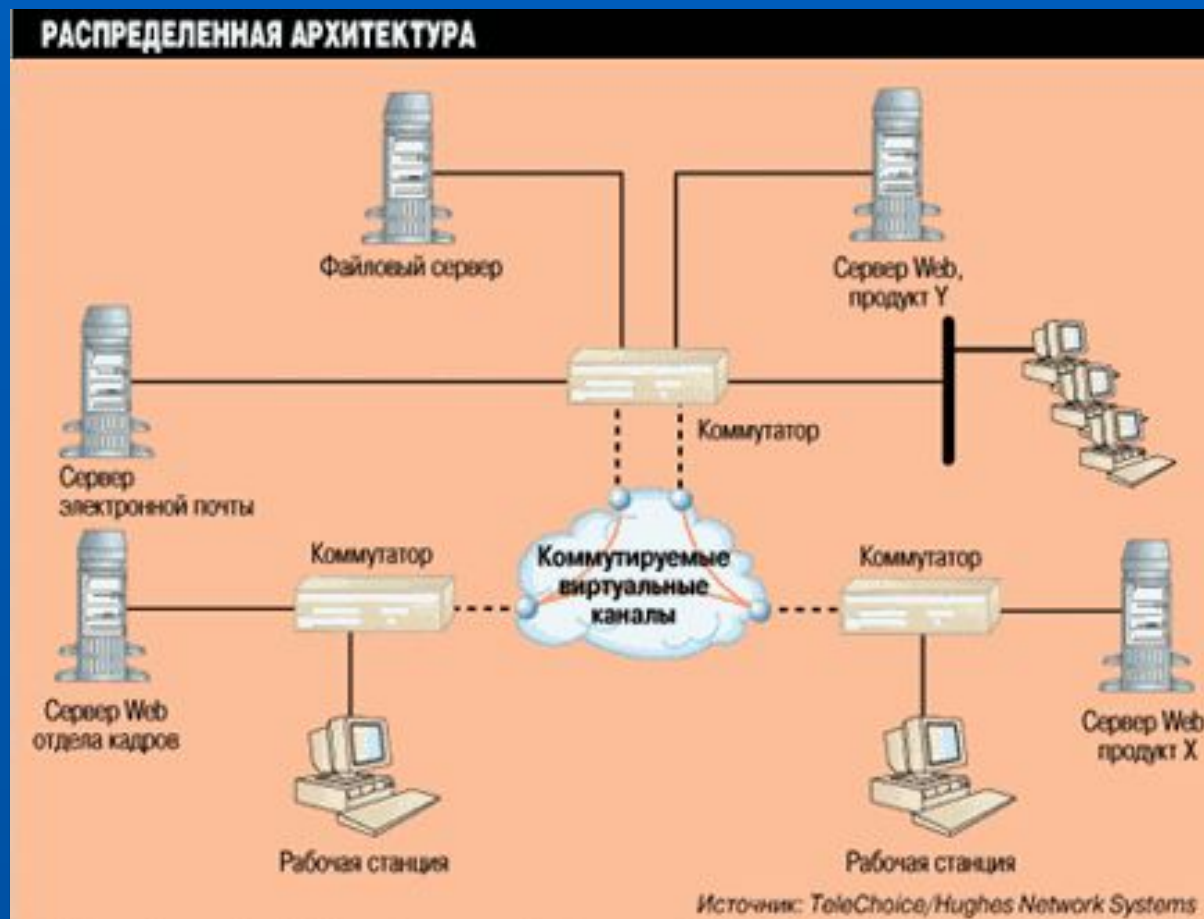 РАСПРЕДЕЛЕННАЯ АРХИТЕКТУРА
Файловый сервер
Сервер Web,
продукт Y
Коммутатор
Сервер
электронной почты
Коммутатор
Коммутируемые
виртуальные
каналы
Коммутатор
Сервер Web
отдела кадров
Сервер Web
продукт X
Рабочая станция
Рабочая станция
Источник: TeleChoice/Hughes Network Systems